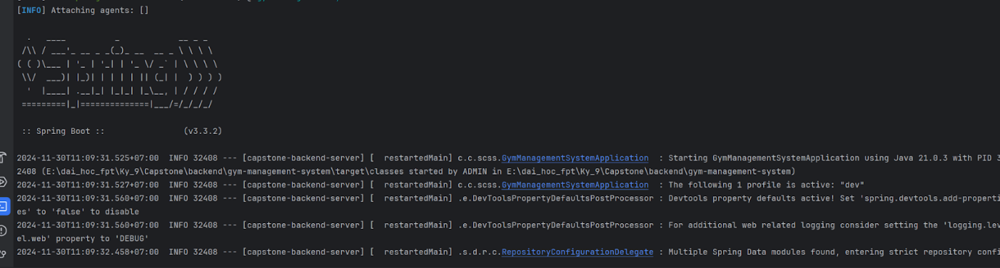 [INFO] Attaching agents: []
  .   ____          _            __ _ _
 /\\ / ___'_ __ _ _(_)_ __  __ _ \ \ \ \
( ( )\___ | '_ | '_| | '_ \/ _` | \ \ \ \
 \\/  ___)| |_)| | | | | || (_| |  ) ) ) )
  '  |____| .__|_| |_|_| |_\__, | / / / /
 =========|_|==============|___/=/_/_/_/
 :: Spring Boot ::                (v3.3.2)
2024-11-30T11:09:31.525+07:00  INFO 32408 --- [capstone-backend-server] [  restartedMain] c.c.scss.GymManagementSystemApplication  : Starting GymManagementSystemApplication using Java 21.0.3 with PID 3
2408 (E:\dai_hoc_fpt\Ky_9\Capstone\backend\gym-management-system\target\classes started by ADMIN in E:\dai_hoc_fpt\Ky_9\Capstone\backend\gym-management-system)
2024-11-30T11:09:31.527+07:00  INFO 32408 --- [capstone-backend-server] [  restartedMain] c.c.scss.GymManagementSystemApplication  : The following 1 profile is active: "dev"
2024-11-30T11:09:31.560+07:00  INFO 32408 --- [capstone-backend-server] [  restartedMain] .e.DevToolsPropertyDefaultsPostProcessor : Devtools property defaults active! Set 'spring.devtools.add-properti
es' to 'false' to disable
2024-11-30T11:09:31.560+07:00  INFO 32408 --- [capstone-backend-server] [  restartedMain] .e.DevToolsPropertyDefaultsPostProcessor : For additional web related logging consider setting the 'logging.lev
el.web' property to 'DEBUG'
2024-11-30T11:09:32.458+07:00  INFO 32408 --- [capstone-backend-server] [  restartedMain] .s.d.r.c.RepositoryConfigurationDelegate : Multiple Spring Data modules found, entering strict repository confi